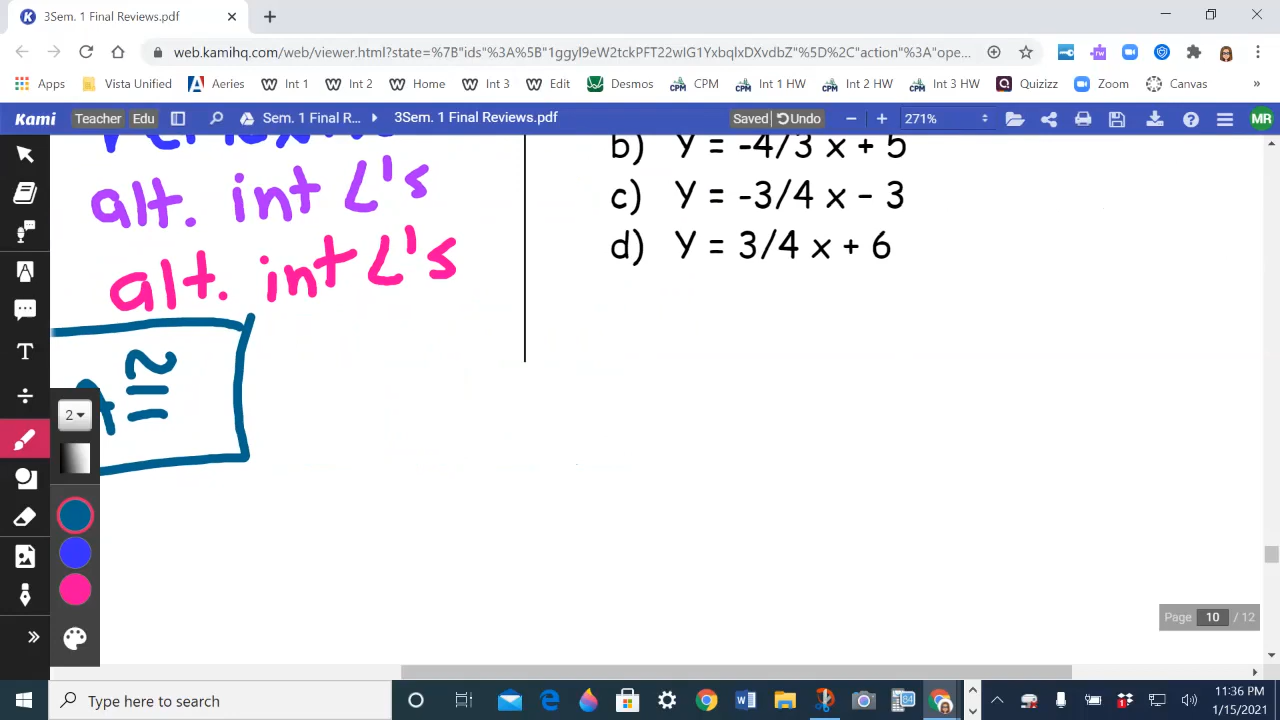 3Sem. 1 Final Reviews.pdf
web.kamihq.com/web/viewer.html?state=%7B"ids"%3A%5B"1ggyI9eW2tckPFT22wIG1YxTqlxDXvdbZ"%5D%2C"action"%3A"ope...
Apps Vista Unified Aeries Int 1 Int 2 Home Int 3 Edit Desmos CPM Int 1 HW Int 2 HW Int 3 HW Quizizz Zoom Canvas »
Kami Teacher Edu Sem. 1 Final R... 3Sem. 1 Final Reviews.pdf Saved Undo 271% MR
b) Y = -4/3 x + 5
alt. int ∠'s
c) Y = -3/4 x - 3
d) Y = 3/4 x + 6
alt. int ∠'s
≅
2
Page 10 / 12
Type here to search
11:36 PM
1/15/2021